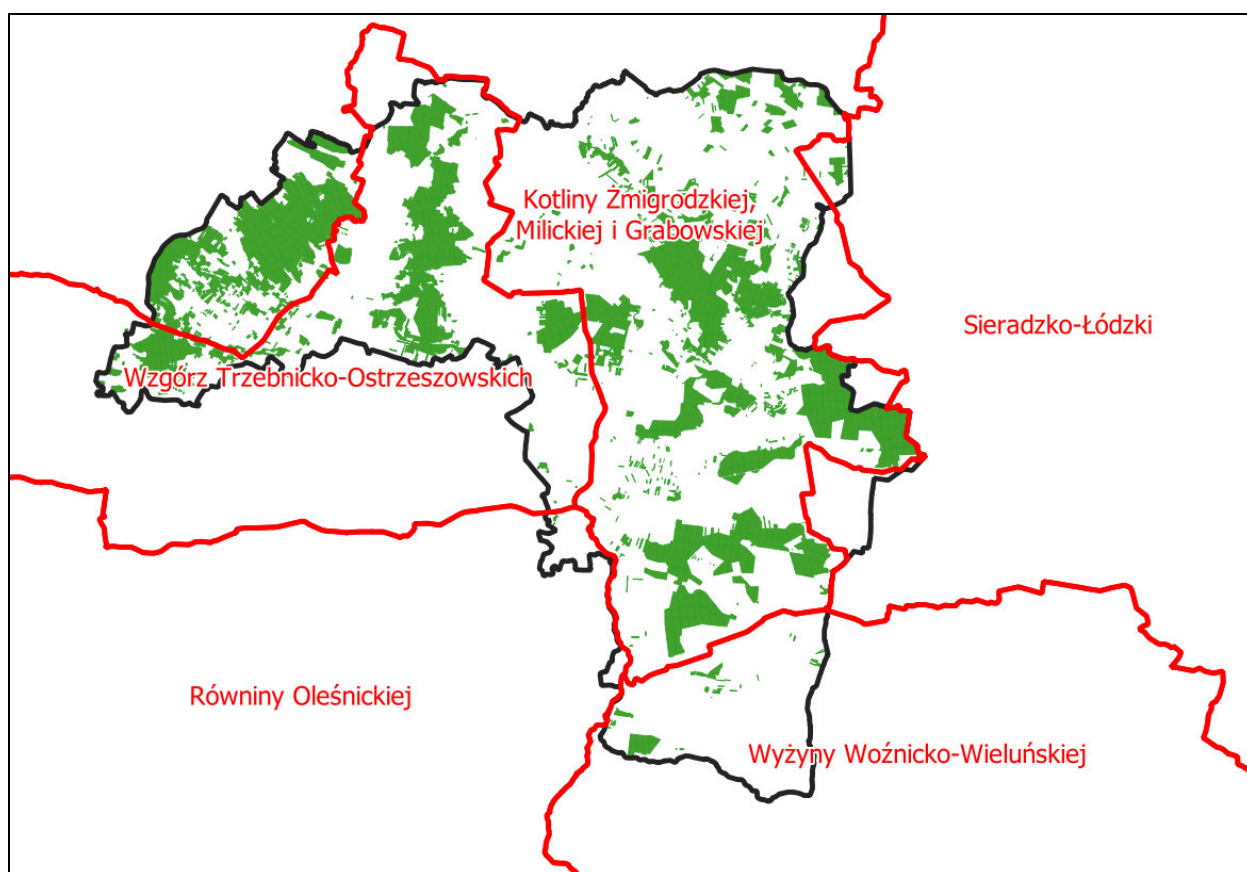 Kotliny Żmigrodzkiej,
Milickiej i Grabowskiej
Sieradzko-Łódzki
Wzgórz Trzebnicko-Ostrzeszowskich
Równiny Oleśnickiej
Wyżyny Woźnicko-Wieluńskiej